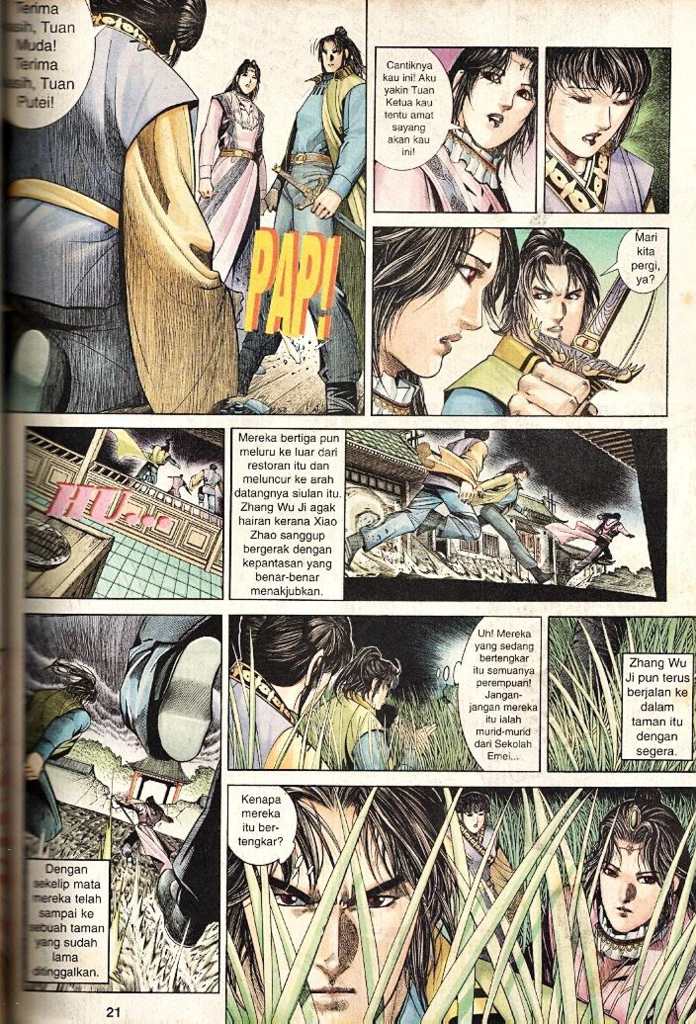 Terima
Tuan
Muda!
Terima
Tuan
Putei!
Cantiknya
kau ini! Aku
yakin Tuan
Ketua kau
tentu amat
sayang
akan kau
ini!
Mari
kita
pergi,
ya?
PAP!
HU...
Mereka bertiga pun
meluru ke luar dari
restoran itu dan
meluncur ke arah
datangnya siulan itu.
Zhang Wu Ji agak
hairan kerana Xiao
Zhao sanggup
bergerak dengan
kepantasan yang
benar-benar
menakjubkan.
Dengan
sekelip mata
mereka telah
sampai ke
sebuah taman
yang sudah
lama
ditinggalkan.
Uh! Mereka
yang sedang
bertengkar
itu semuanya
perempuan!
Jangan-
jangan mereka
itu ialah
murid-murid
dari Sekolah
Emei...
Zhang Wu
Ji pun terus
berjalan ke
dalam
taman itu
dengan
segera.
Kenapa
mereka
itu ber-
tengkar?
21